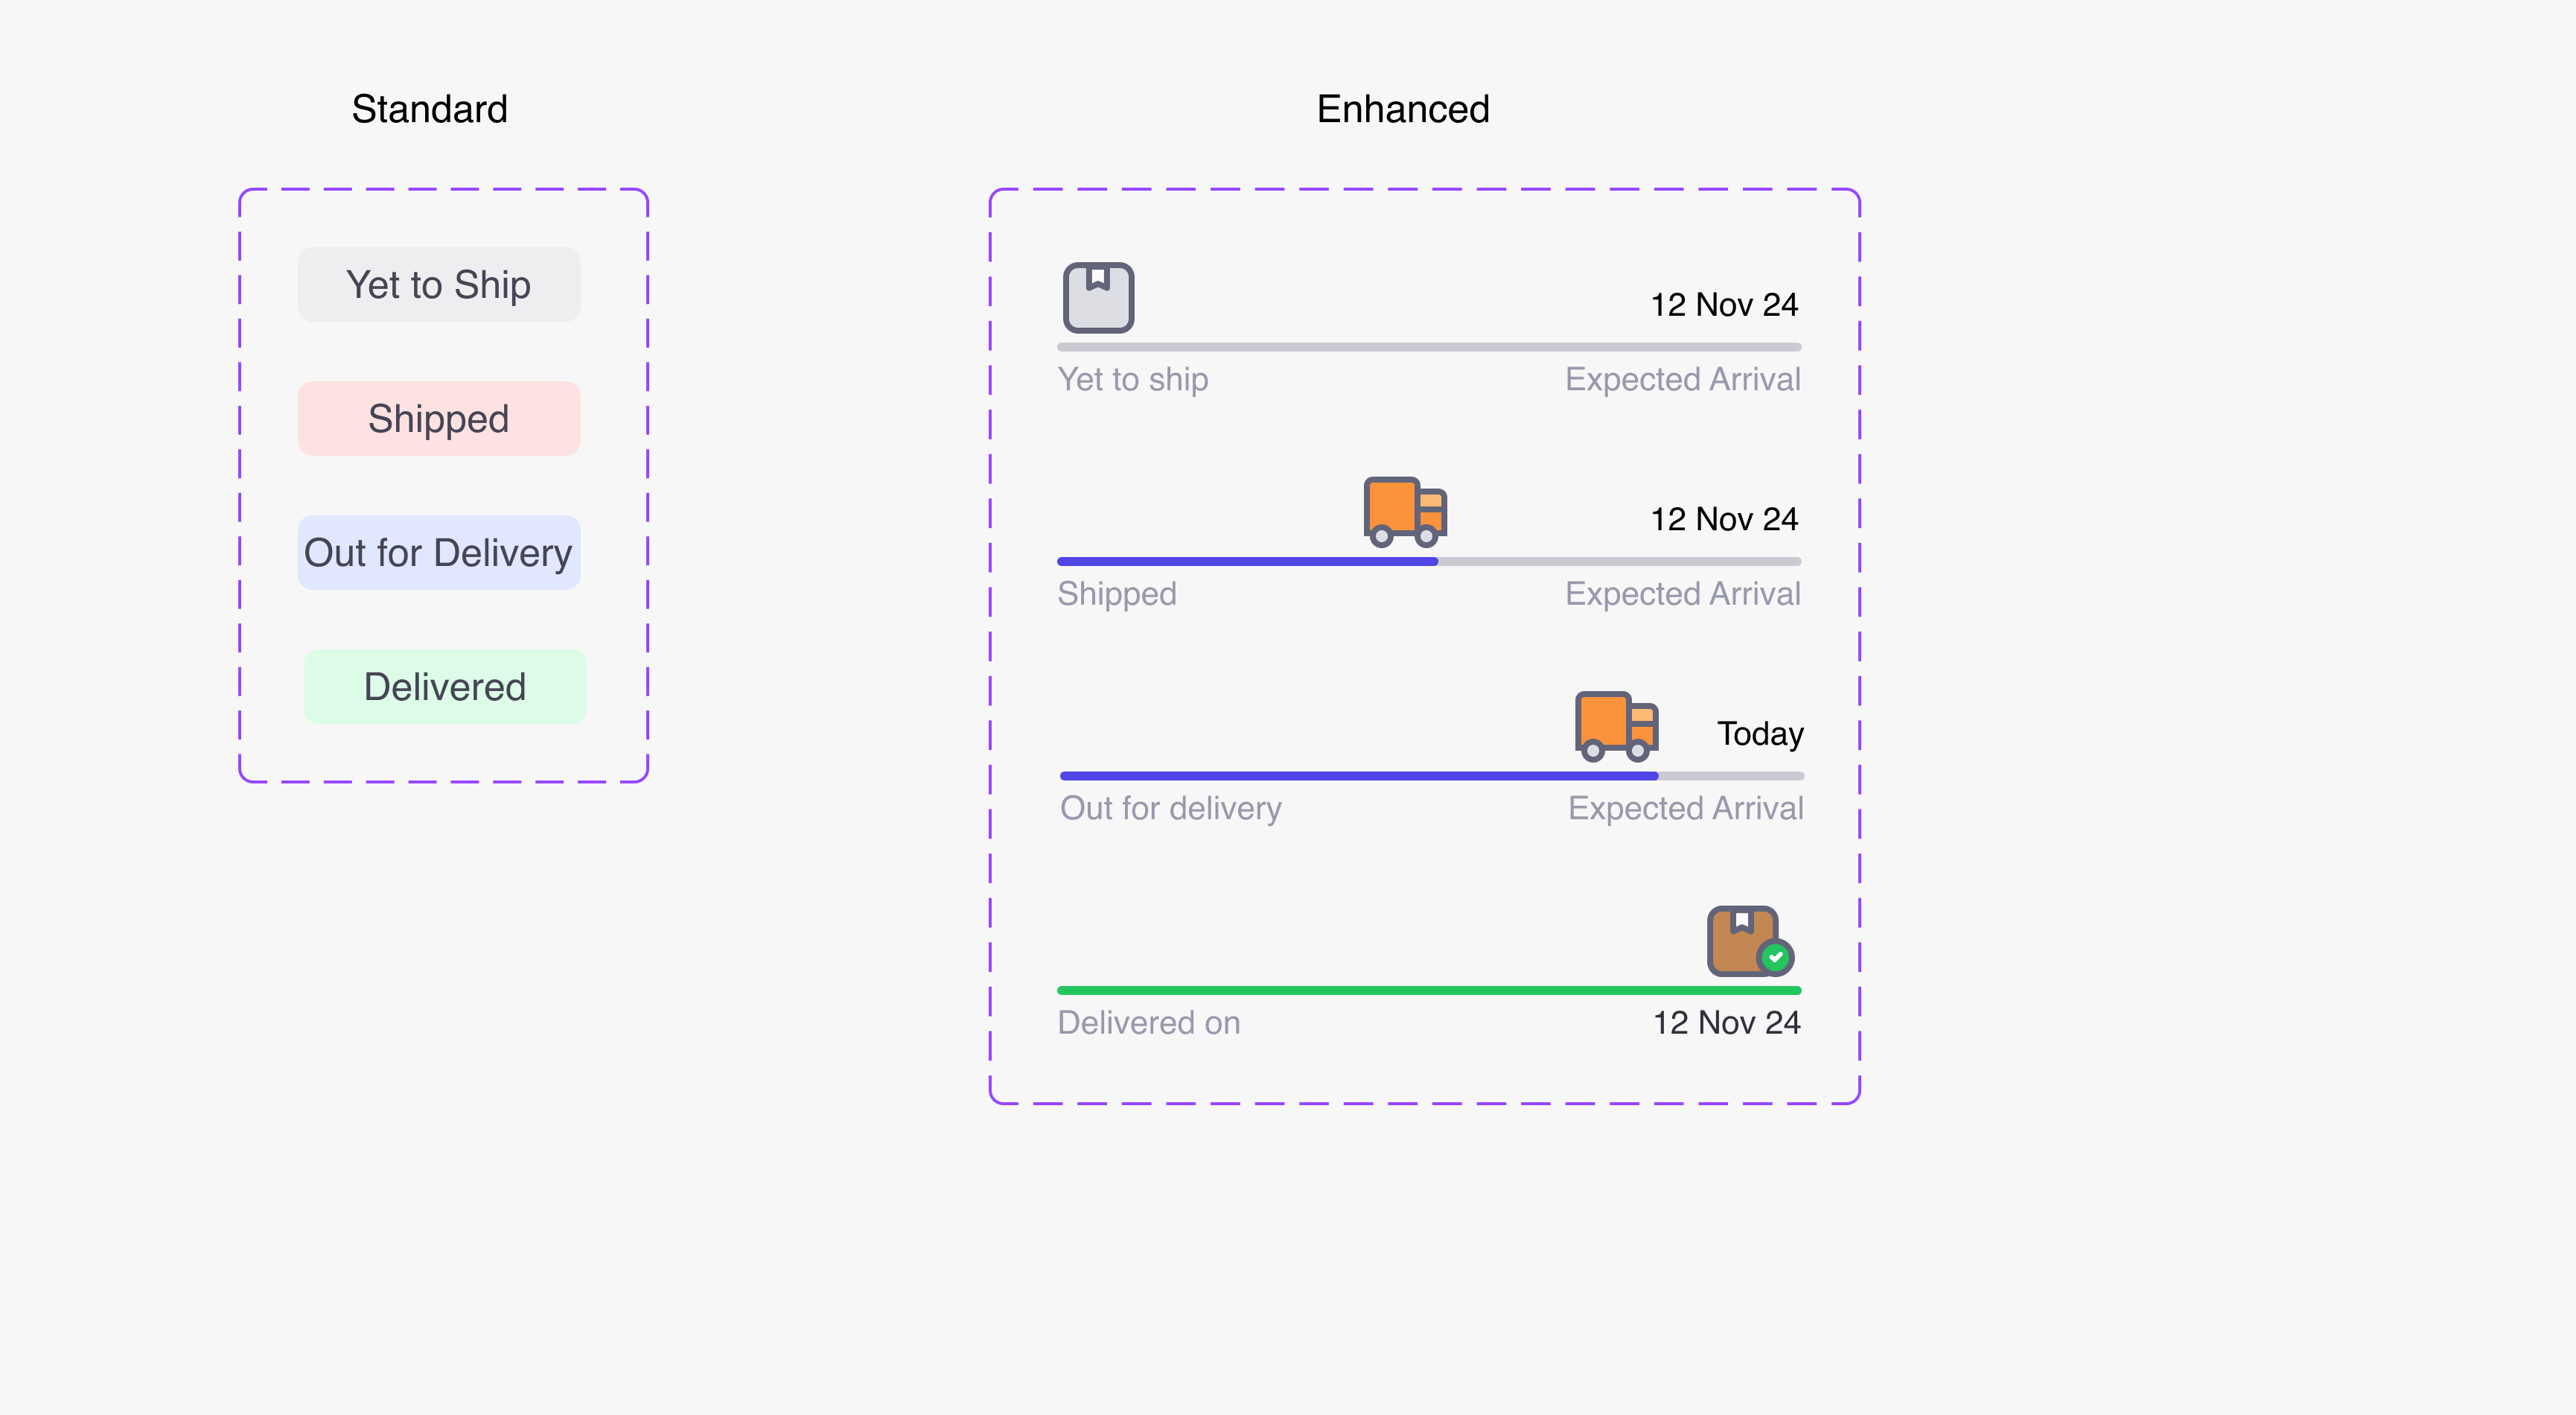 Standard
Yet to Ship
Shipped
Out for Delivery
Delivered
Enhanced
12 Nov 24
Yet to ship
Expected Arrival
12 Nov 24
Shipped
Expected Arrival
Today
Out for delivery
Expected Arrival
Delivered on
12 Nov 24